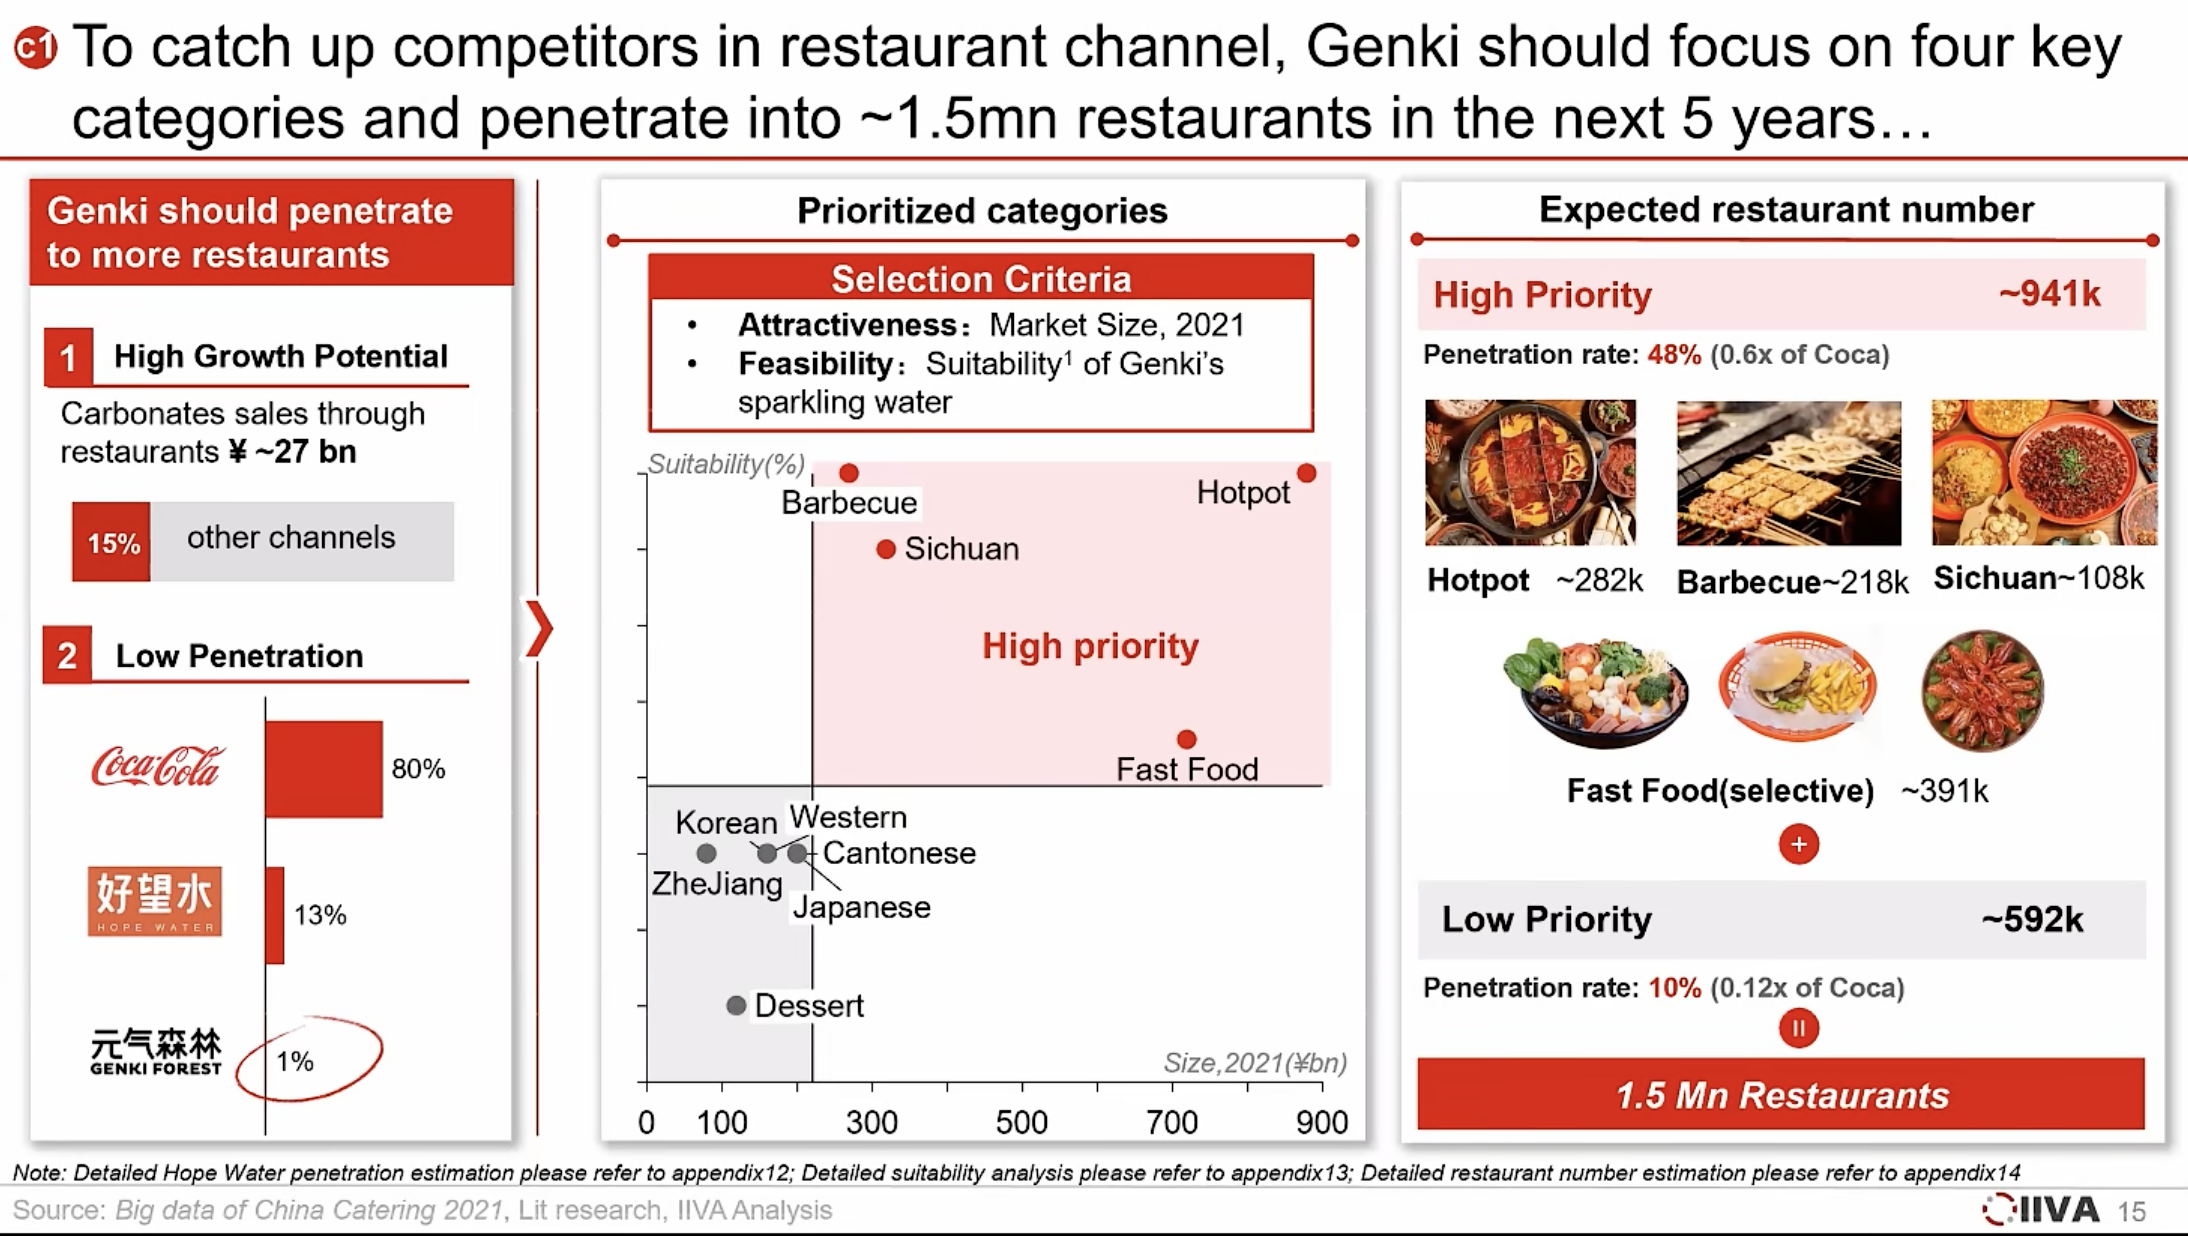 c1 To catch up competitors in restaurant channel, Genki should focus on four key
categories and penetrate into ~1.5mn restaurants in the next 5 years…
Genki should penetrate
to more restaurants
1 High Growth Potential
Carbonates sales through
restaurants ¥ ~27 bn
15% other channels
2 Low Penetration
Coca-Cola 80%
好望水
HOPE WATER
13%
元气森林
GENKI FOREST
1%
Prioritized categories
Selection Criteria
• Attractiveness：Market Size, 2021
• Feasibility：Suitability¹ of Genki’s
sparkling water
Suitability(%)
Barbecue
Hotpot
Sichuan
High priority
Fast Food
Korean Western
Cantonese
ZheJiang
Japanese
Dessert
Size,2021(¥bn)
0 100 300 500 700 900
Expected restaurant number
High Priority ~941k
Penetration rate: 48% (0.6x of Coca)
Hotpot ~282k Barbecue~218k Sichuan~108k
Fast Food(selective) ~391k
+
Low Priority ~592k
Penetration rate: 10% (0.12x of Coca)
=
1.5 Mn Restaurants
Note: Detailed Hope Water penetration estimation please refer to appendix12; Detailed suitability analysis please refer to appendix13; Detailed restaurant number estimation please refer to appendix14
Source: Big data of China Catering 2021, Lit research, IIVA Analysis
IIVA 15